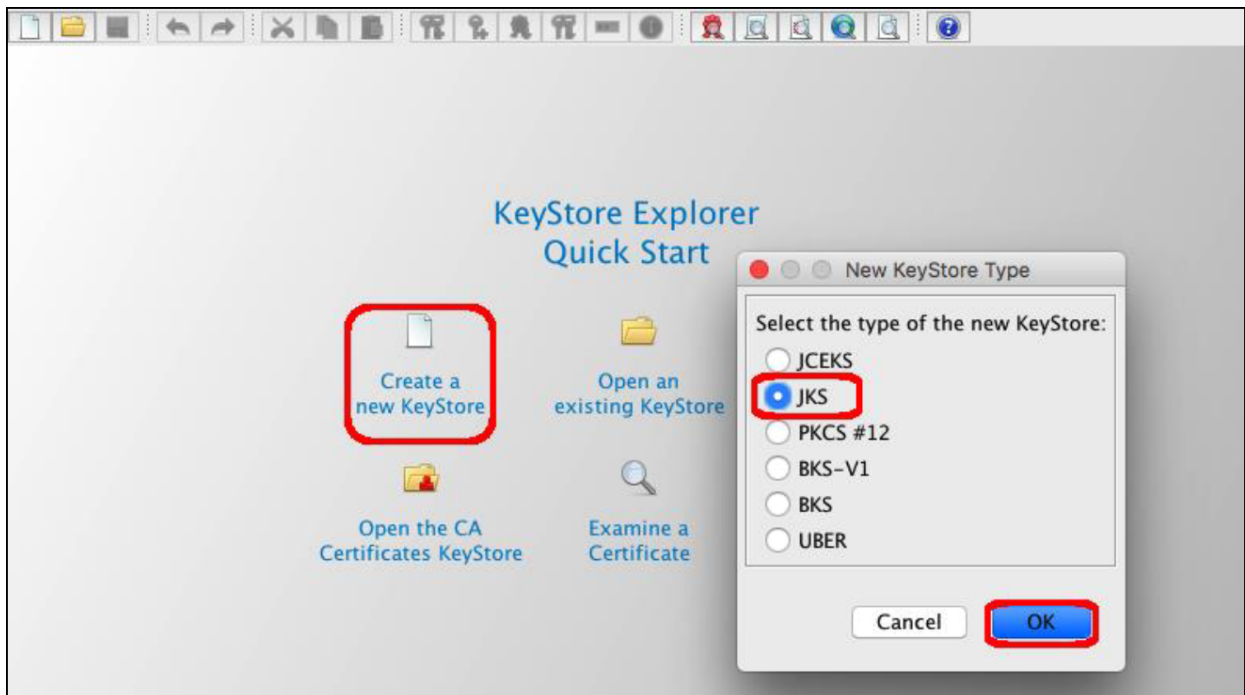 KeyStore Explorer
Quick Start
Create a
new KeyStore
Open an
existing KeyStore
Open the CA
Certificates KeyStore
Examine a
Certificate
New KeyStore Type
Select the type of the new KeyStore:
JCEKS
JKS
PKCS #12
BKS-V1
BKS
UBER
Cancel
OK